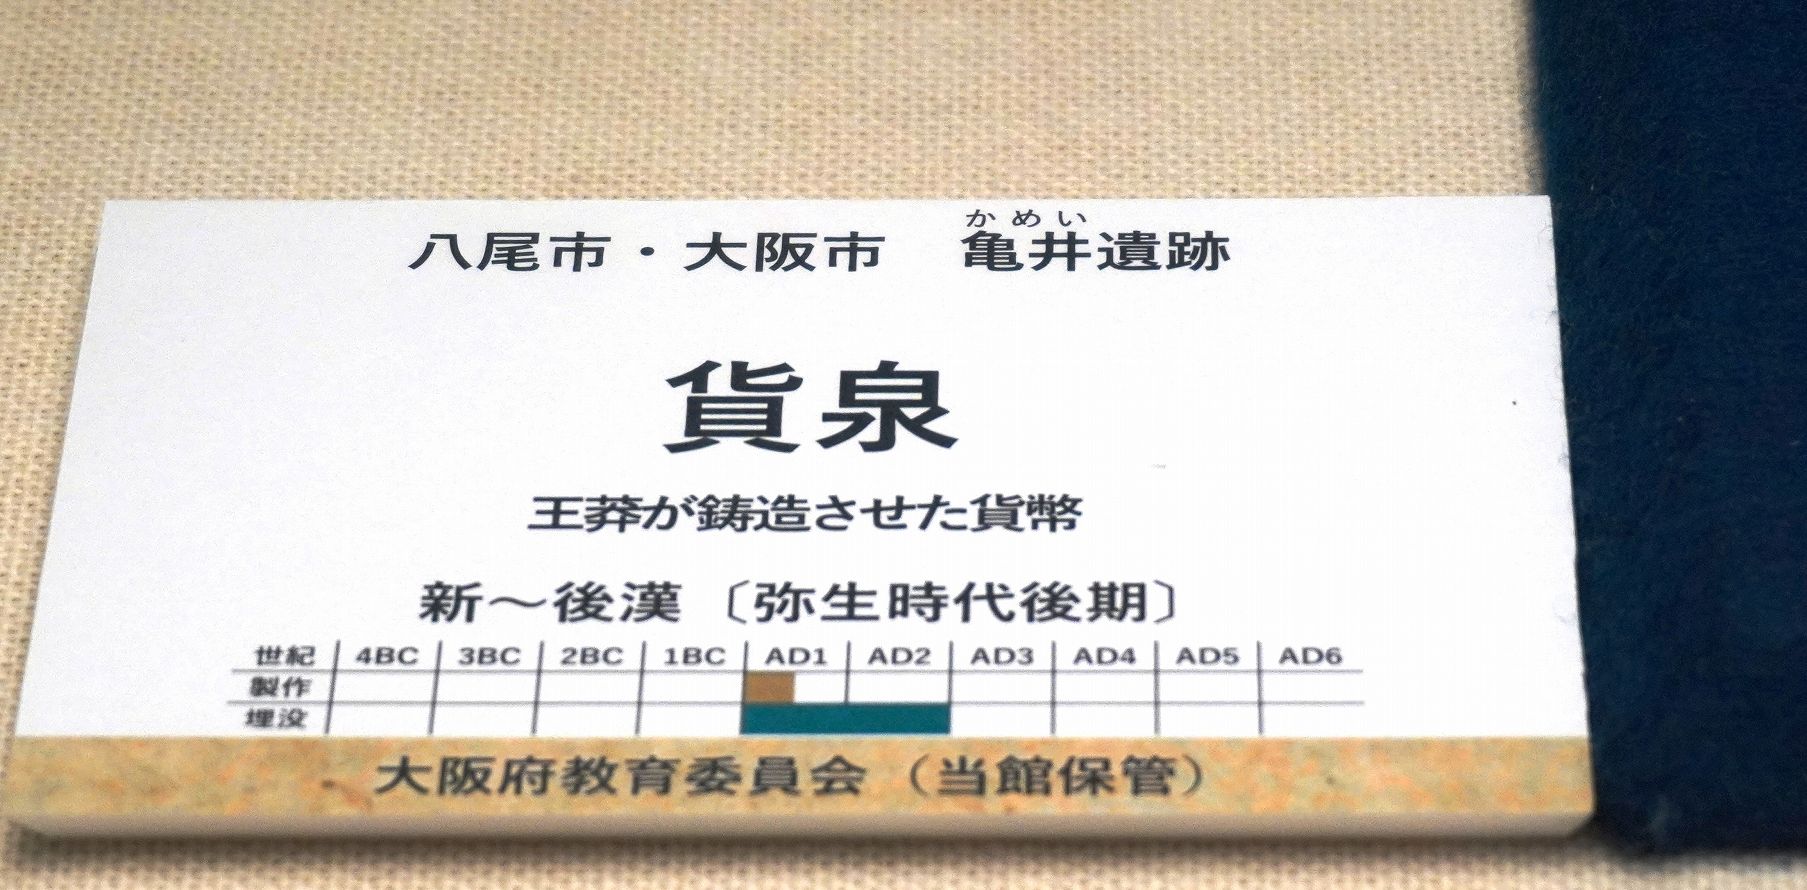 かめい
八尾市・大阪市　亀井遺跡
貨泉
王莽が鋳造させた貨幣
新～後漢〔弥生時代後期〕
世紀 4BC 3BC 2BC 1BC AD1 AD2 AD3 AD4 AD5 AD6
製作
埋没
大阪府教育委員会（当館保管）